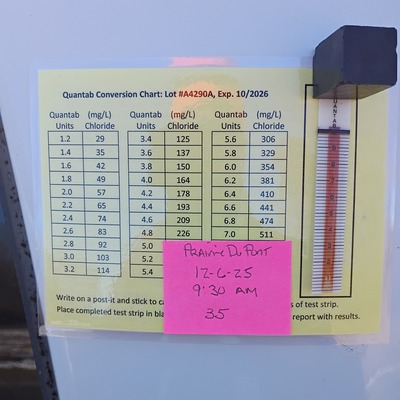 Quantab Conversion Chart: Lot #A4290A, Exp. 10/2026
Quantab (mg/L) Quantab (mg/L) Quantab (mg/L)
Units Chloride Units Chloride Units Chloride
1.2 29 3.4 125 5.6 306
1.4 35 3.6 137 5.8 329
1.6 42 3.8 150 6.0 354
1.8 49 4.0 164 6.2 381
2.0 57 4.2 178 6.4 410
2.2 65 4.4 193 6.6 441
2.4 74 4.6 209 6.8 474
2.6 83 4.8 226 7.0 511
2.8 92 5.0
3.0 103 5.2
3.2 114 5.4
Prairie Du Pont
12-6-25
9:30 AM
35
Write on a post-it and stick to s of test strip.
Place completed test strip in report with results.
QUANTAB